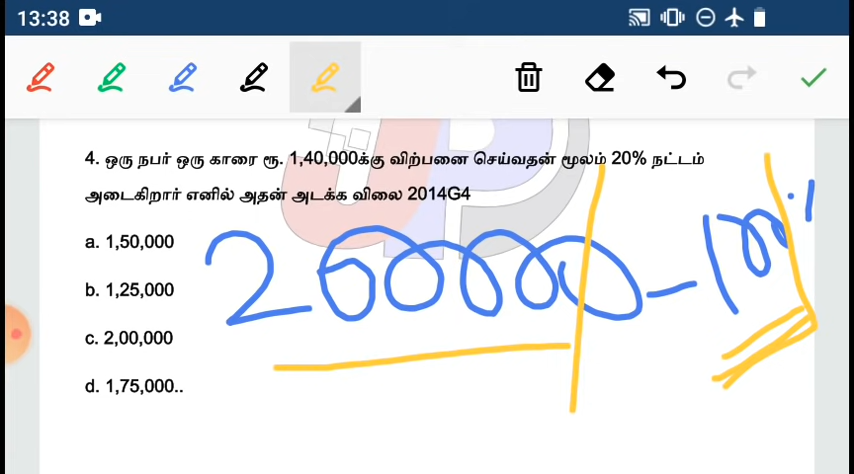 13:38
4. ஒரு நபர் ஒரு காரை ரூ. 1,40,000க்கு விற்பனை செய்வதன் மூலம் 20% நட்டம்
அடைகிறார் எனில் அதன் அடக்க விலை 2014G4
a. 1,50,000
b. 1,25,000
c. 2,00,000
d. 1,75,000..